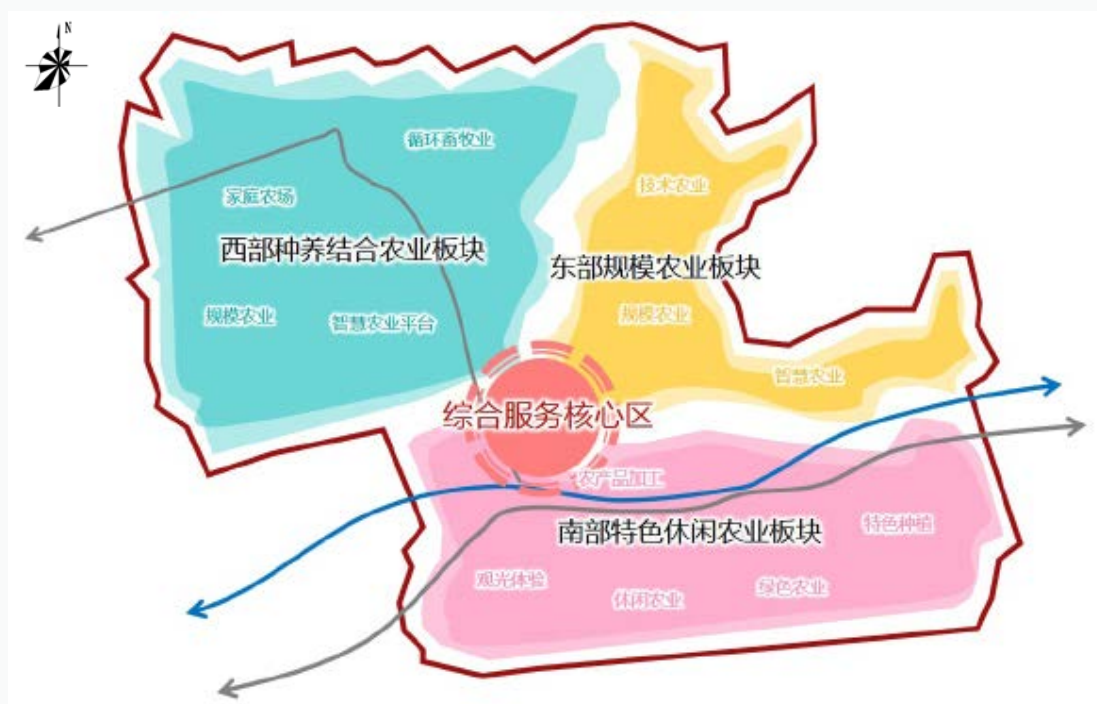 N
循环畜牧业
技术农业
家庭农场
西部种养结合农业板块
东部规模农业板块
规模农业
智慧农业平台
规模农业
智慧农业
综合服务核心区
农产品加工
南部特色休闲农业板块
特色种植
观光体验
休闲农业
绿色农业